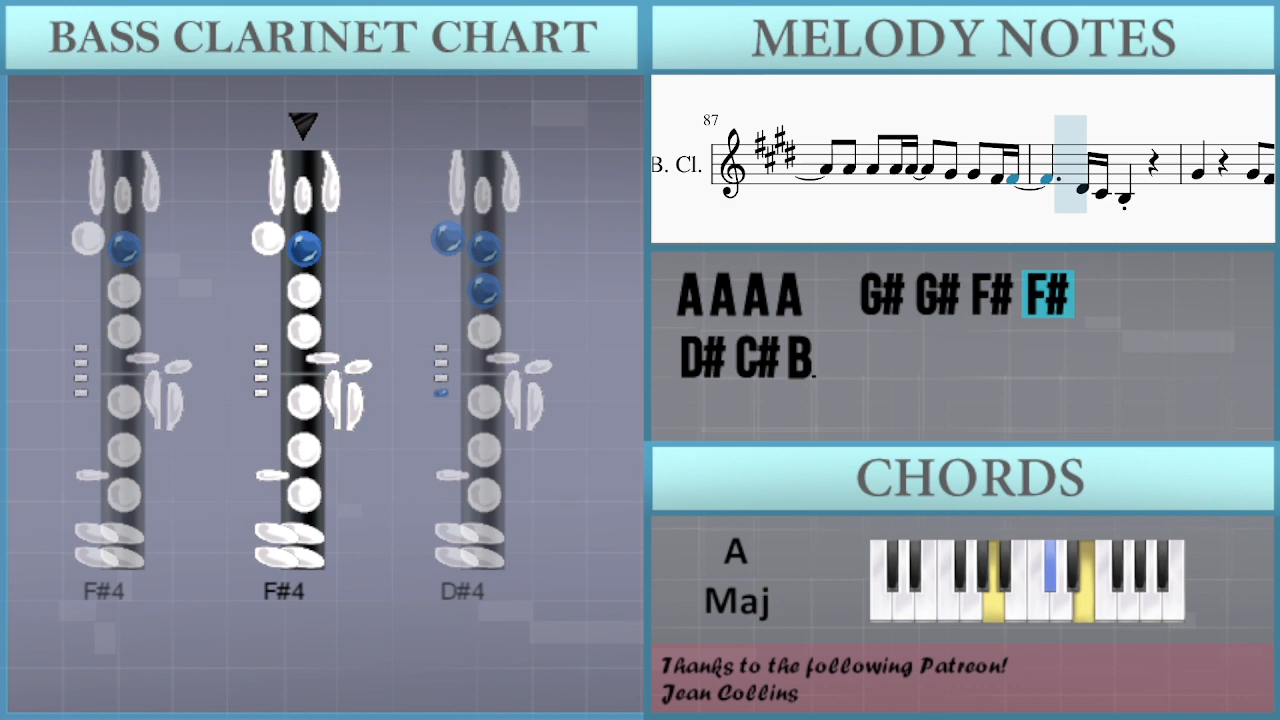 BASS CLARINET CHART
F#4 F#4 D#4
MELODY NOTES
87
B. Cl.
A A A A G# G# F# F#
D# C# B.
CHORDS
A
Maj
Thanks to the following Patreon!
Jean Collins